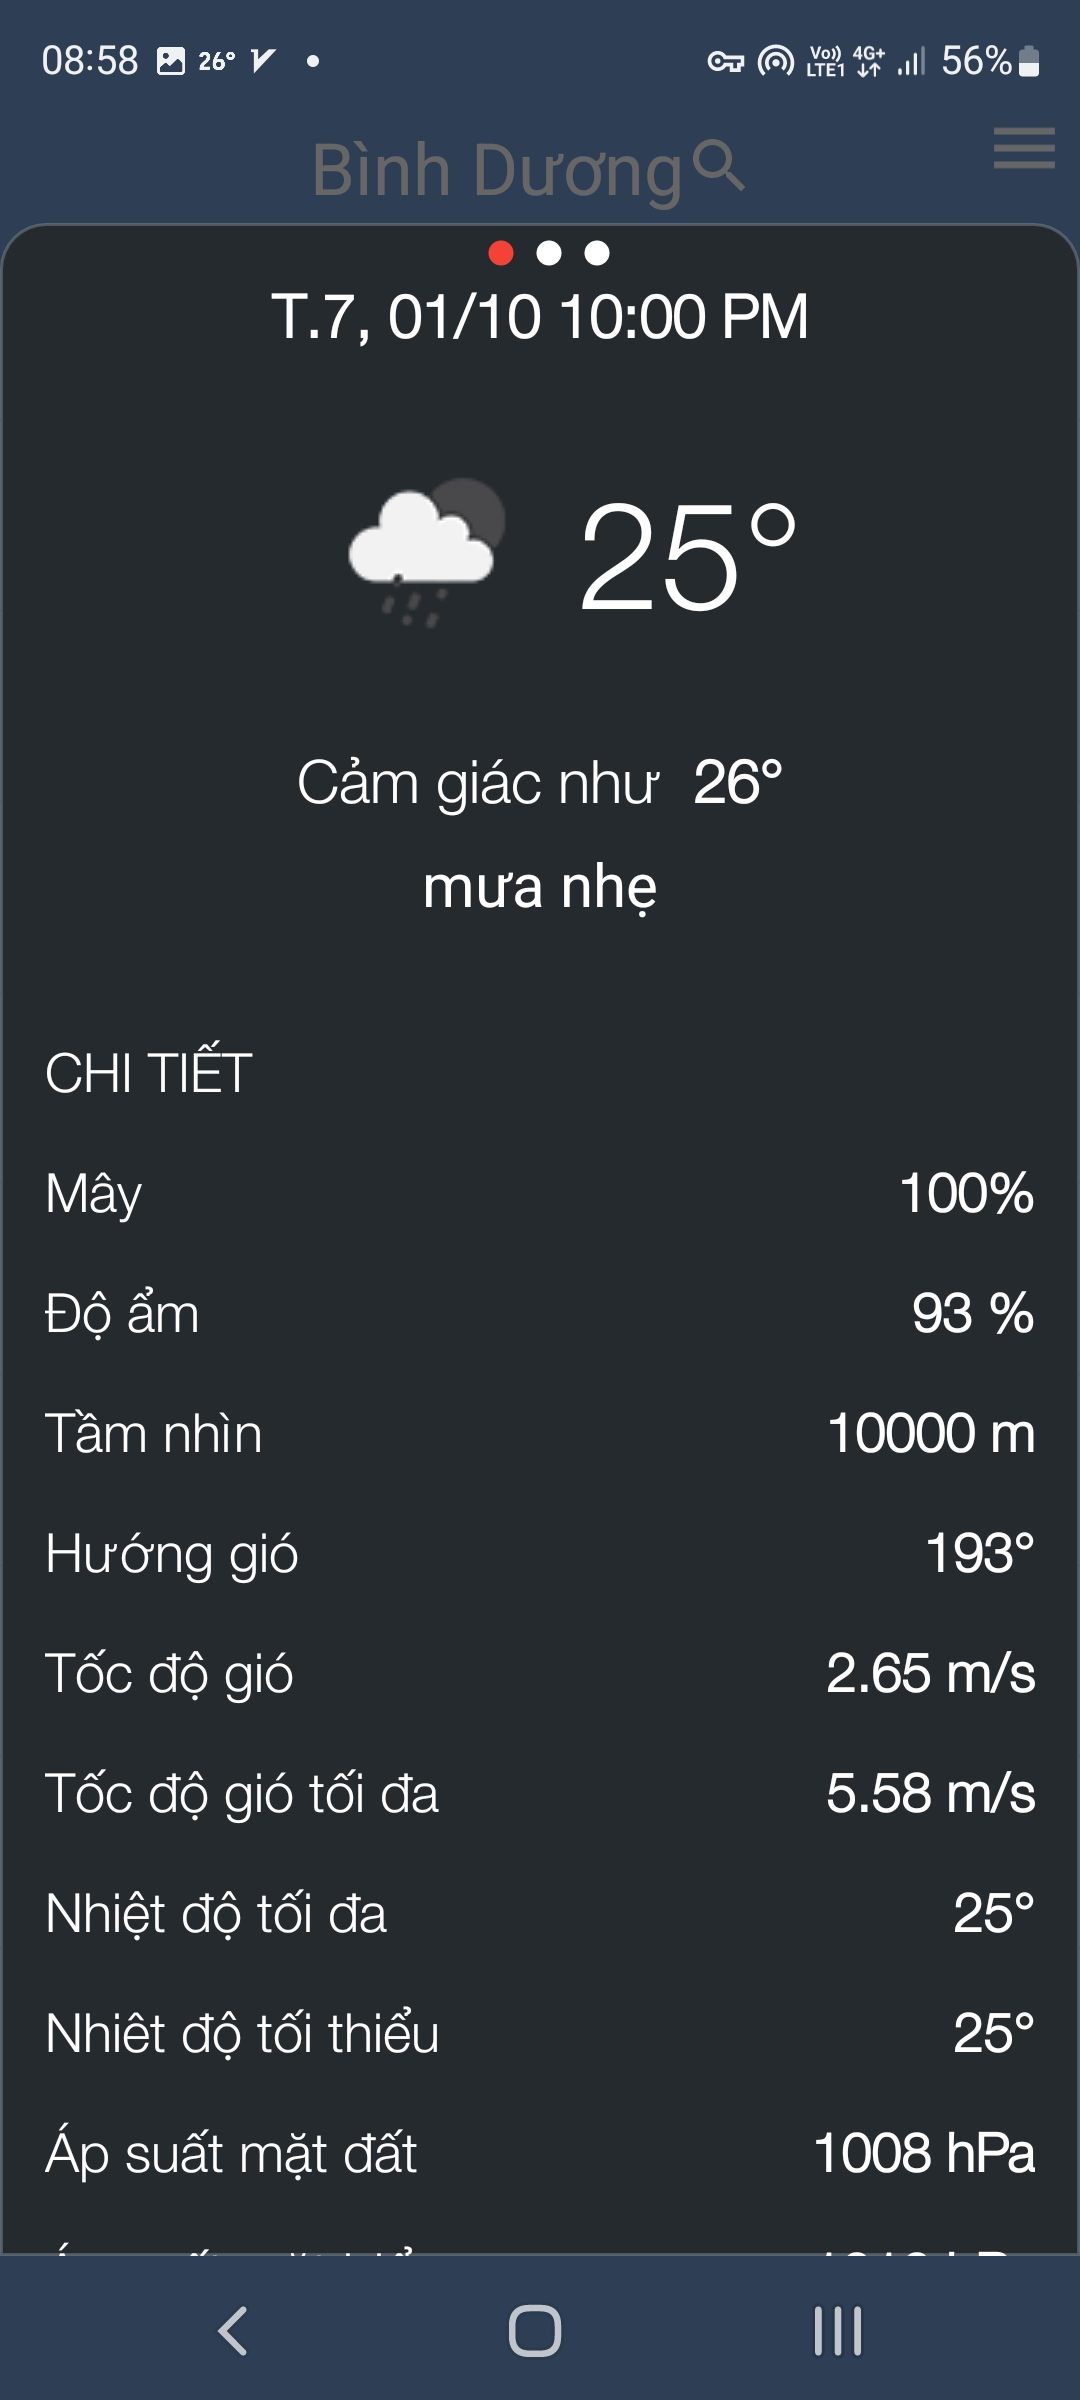 08:58 26° Vo)) LTE1 4G+ 56%
Bình Dương
T.7, 01/10 10:00 PM
25°
Cảm giác như 26°
mưa nhẹ
CHI TIẾT
Mây 100%
Độ ẩm 93 %
Tầm nhìn 10000 m
Hướng gió 193°
Tốc độ gió 2.65 m/s
Tốc độ gió tối đa 5.58 m/s
Nhiệt độ tối đa 25°
Nhiêt độ tối thiểu 25°
Áp suất mặt đất 1008 hPa